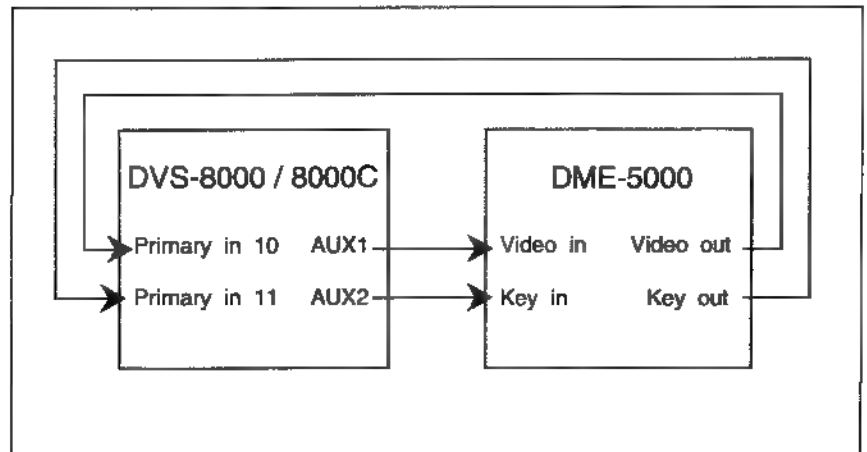 DVS-8000 / 8000C
Primary in 10 AUX1
Primary in 11 AUX2
DME-5000
Video in Video out
Key in Key out